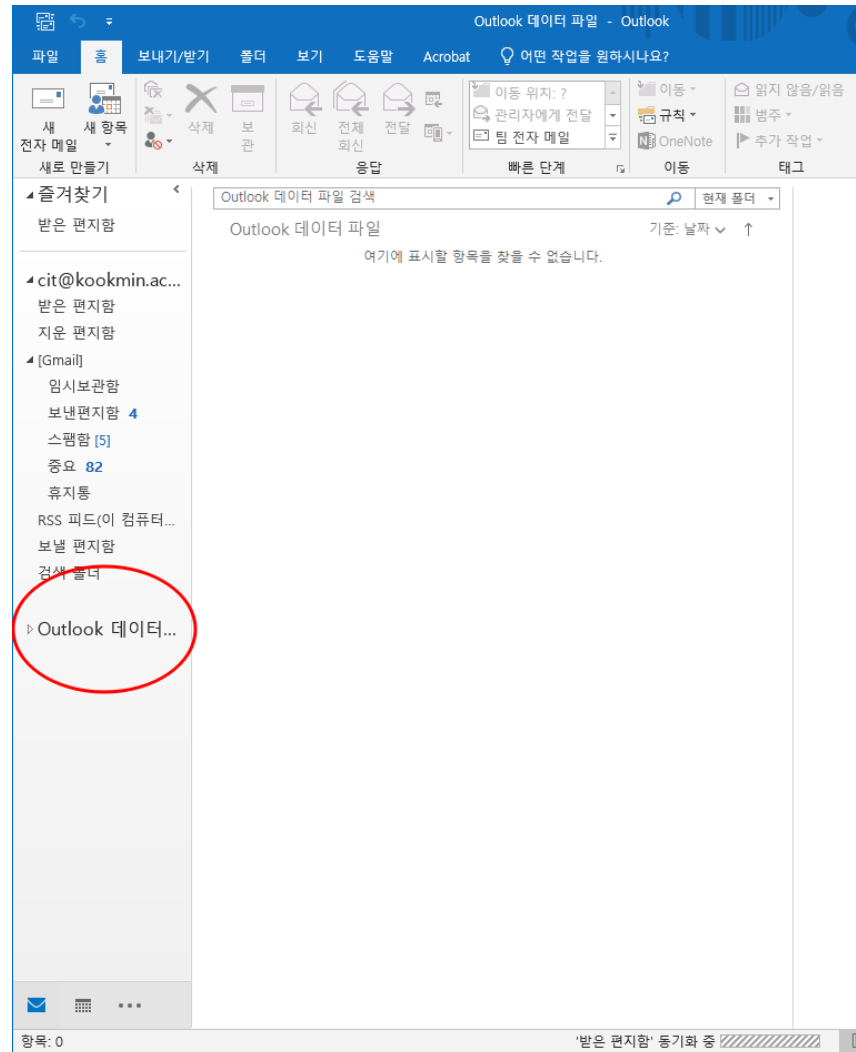 Outlook 데이터 파일 - Outlook
파일 홈 보내기/받기 폴더 보기 도움말 Acrobat 어떤 작업을 원하시나요?
새 전자 메일
새 항목
삭제
보관
회신
전체 회신
전달
이동 위치: ?
관리자에게 전달
팀 전자 메일
이동
규칙
OneNote
읽지 않음/읽음
범주
추가 작업
새로 만들기 삭제 응답 빠른 단계 이동 태그
즐겨찾기
받은 편지함
cit@kookmin.ac...
받은 편지함
지운 편지함
[Gmail]
임시보관함
보낸편지함 4
스팸함 [5]
중요 82
휴지통
RSS 피드(이 컴퓨터...
보낼 편지함
검색 폴더
Outlook 데이터...
Outlook 데이터 파일 검색
현재 폴더
Outlook 데이터 파일
기준: 날짜
여기에 표시할 항목을 찾을 수 없습니다.
항목: 0
'받은 편지함' 동기화 중